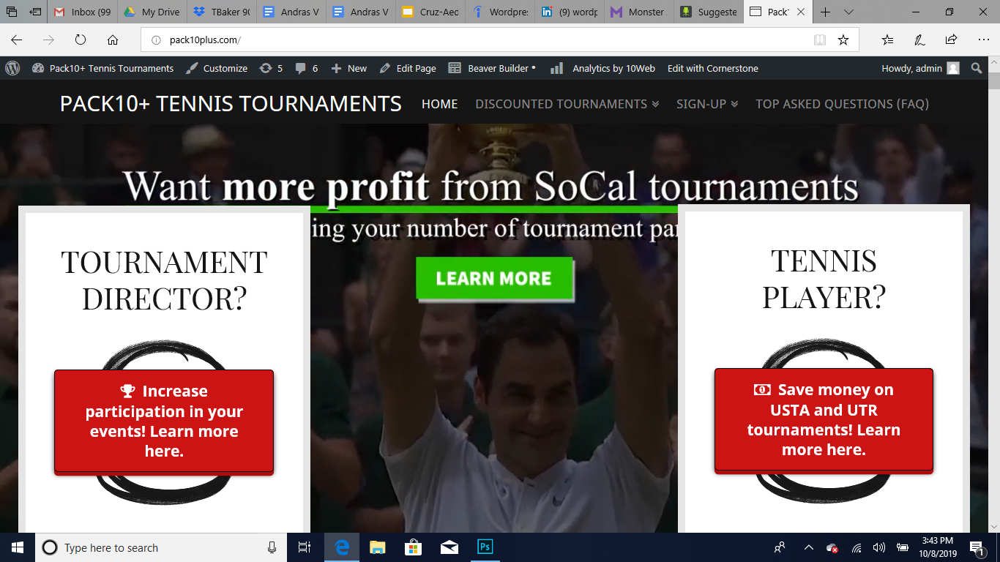 Inbox (99
My Drive
TBaker 90
Andras V
Andras V
Cruz-Aed
Wordpre
(9) wordp
Monster
Suggeste
Pack
pack10plus.com/
Pack10+ Tennis Tournaments
Customize
5
6
New
Edit Page
Beaver Builder •
Analytics by 10Web
Edit with Cornerstone
Howdy, admin
PACK10+ TENNIS TOURNAMENTS
HOME
DISCOUNTED TOURNAMENTS
SIGN-UP
TOP ASKED QUESTIONS (FAQ)
Want more profit from SoCal tournaments
ing your number of tournament pa
LEARN MORE
TOURNAMENT
DIRECTOR?
Increase
participation in your
events! Learn more
here.
TENNIS
PLAYER?
Save money on
USTA and UTR
tournaments! Learn
more here.
Type here to search
Ps
3:43 PM
10/8/2019
1